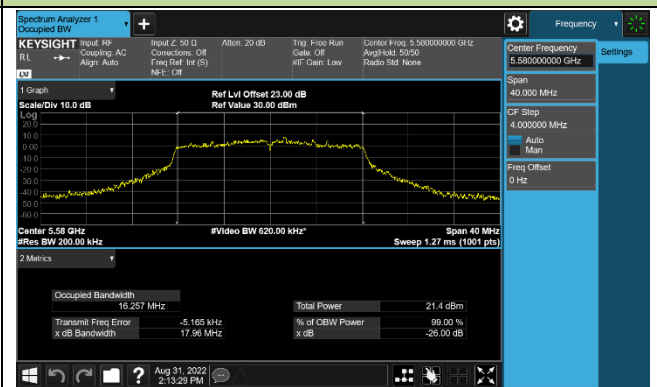 Spectrum Analyzer 1
Occupied BW
+
Frequency
KEYSIGHT
Input: RF
Coupling: AC
Align: Auto
Input Z: 50 Ω
Corrections: Off
Freq Ref: Int (S)
NFE: Off
Atten: 20 dB
Trig: Free Run
Gate: Off
#IF Gain: Low
Center Freq: 5.580000000 GHz
Avg|Hold: 50/50
Radio Std: None
RL
LXI
Center Frequency
5.580000000 GHz
Settings
Span
40.000 MHz
CF Step
4.000000 MHz
Auto
Man
Freq Offset
0 Hz
1 Graph
Scale/Div 10.0 dB
Ref Lvl Offset 23.00 dB
Ref Value 30.00 dBm
Log
20.0
10.0
0.00
-10.0
-20.0
-30.0
-40.0
-50.0
-60.0
Center 5.58 GHz
#Res BW 200.00 kHz
#Video BW 620.00 kHz*
Span 40 MHz
Sweep 1.27 ms (1001 pts)
2 Metrics
Occupied Bandwidth
16.257 MHz
Total Power 21.4 dBm
Transmit Freq Error -5.165 kHz
% of OBW Power 99.00 %
x dB Bandwidth 17.96 MHz
x dB -26.00 dB
?
Aug 31, 2022
2:13:29 PM